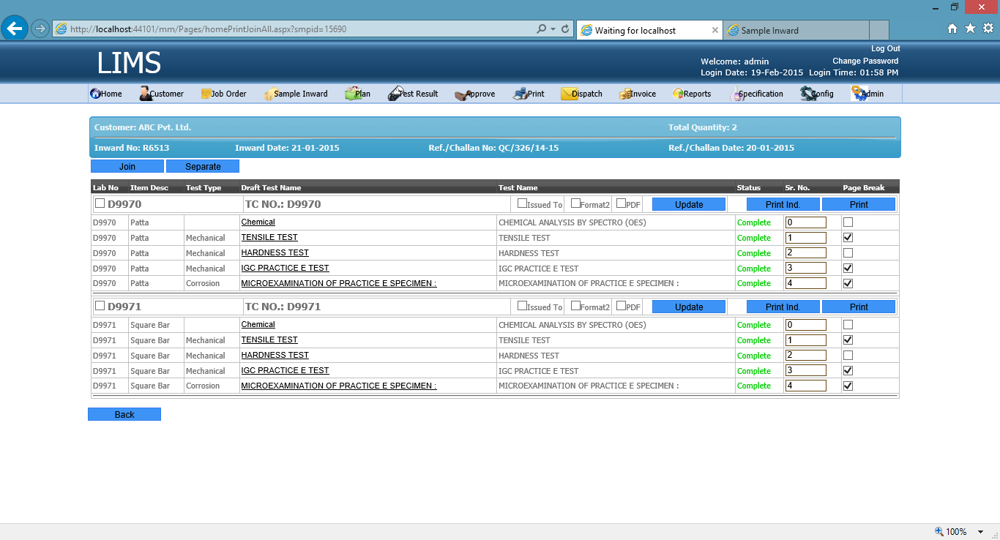 http://localhost:44101/mm/Pages/homePrintJoinAll.aspx?smpid=15690 Waiting for localhost Sample Inward
Log Out
LIMS
Welcome: admin Change Password
Login Date: 19-Feb-2015 Login Time: 01:58 PM
Home Customer Job Order Sample Inward Plan Test Result Approve Print Dispatch Invoice Reports Specification Config Admin
Customer: ABC Pvt. Ltd. Total Quantity: 2
Inward No: R6513 Inward Date: 21-01-2015 Ref./Challan No: QC/326/14-15 Ref./Challan Date: 20-01-2015
Join Separate
Lab No Item Desc Test Type Draft Test Name Test Name Status Sr. No. Page Break
D9970 TC NO.: D9970 Issued To Format2 PDF Update Print Ind. Print
D9970 Patta Chemical CHEMICAL ANALYSIS BY SPECTRO (OES) Complete 0
D9970 Patta Mechanical TENSILE TEST TENSILE TEST Complete 1
D9970 Patta Mechanical HARDNESS TEST HARDNESS TEST Complete 2
D9970 Patta Mechanical IGC PRACTICE E TEST IGC PRACTICE E TEST Complete 3
D9970 Patta Corrosion MICROEXAMINATION OF PRACTICE E SPECIMEN : MICROEXAMINATION OF PRACTICE E SPECIMEN : Complete 4
D9971 TC NO.: D9971 Issued To Format2 PDF Update Print Ind. Print
D9971 Square Bar Chemical CHEMICAL ANALYSIS BY SPECTRO (OES) Complete 0
D9971 Square Bar Mechanical TENSILE TEST TENSILE TEST Complete 1
D9971 Square Bar Mechanical HARDNESS TEST HARDNESS TEST Complete 2
D9971 Square Bar Mechanical IGC PRACTICE E TEST IGC PRACTICE E TEST Complete 3
D9971 Square Bar Corrosion MICROEXAMINATION OF PRACTICE E SPECIMEN : MICROEXAMINATION OF PRACTICE E SPECIMEN : Complete 4
Back
100%